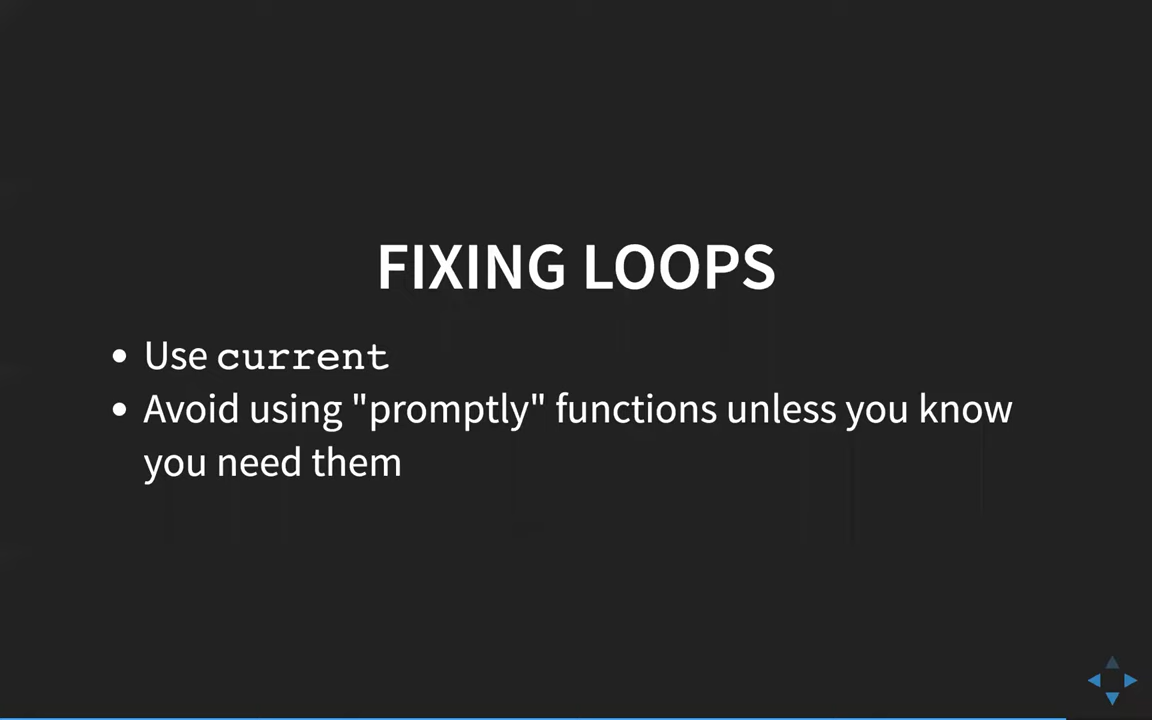 FIXING LOOPS
• Use current
• Avoid using "promptly" functions unless you know
you need them